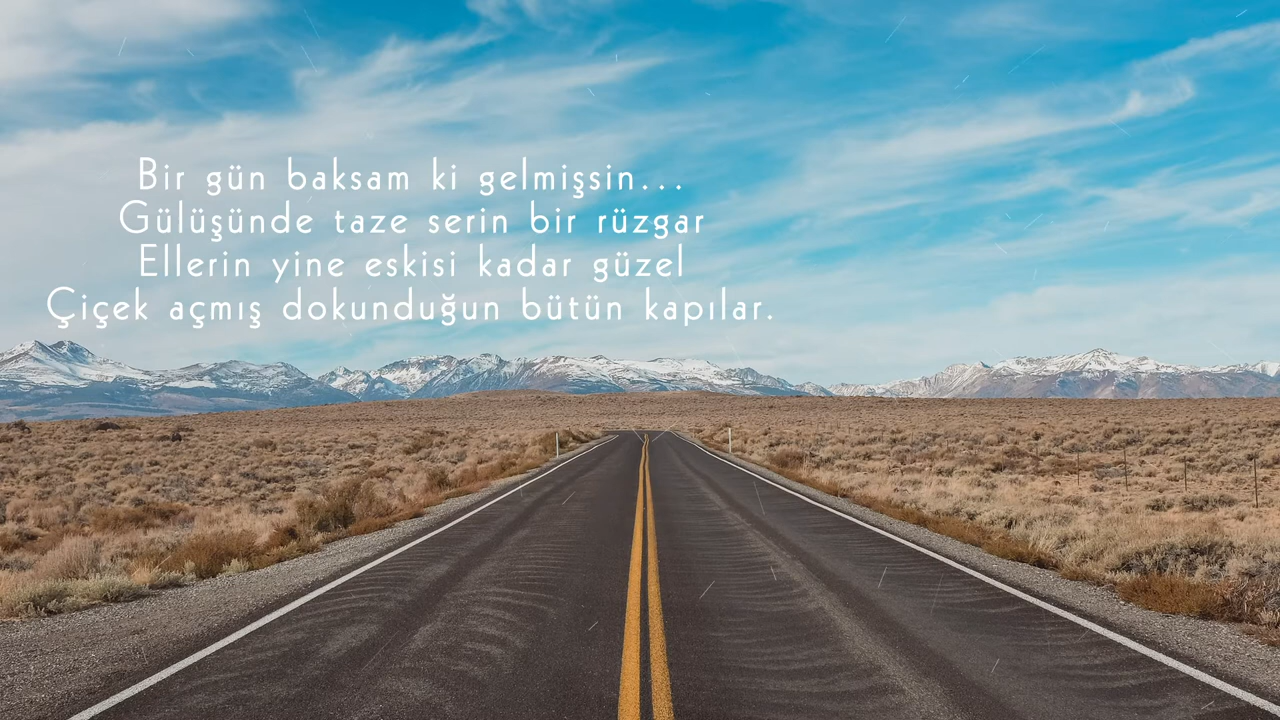 Bir gün baksam ki gelmişsin...
Gülüşünde taze serin bir rüzgar
Ellerin yine eskisi kadar güzel
Çiçek açmış dokunduğun bütün kapılar.